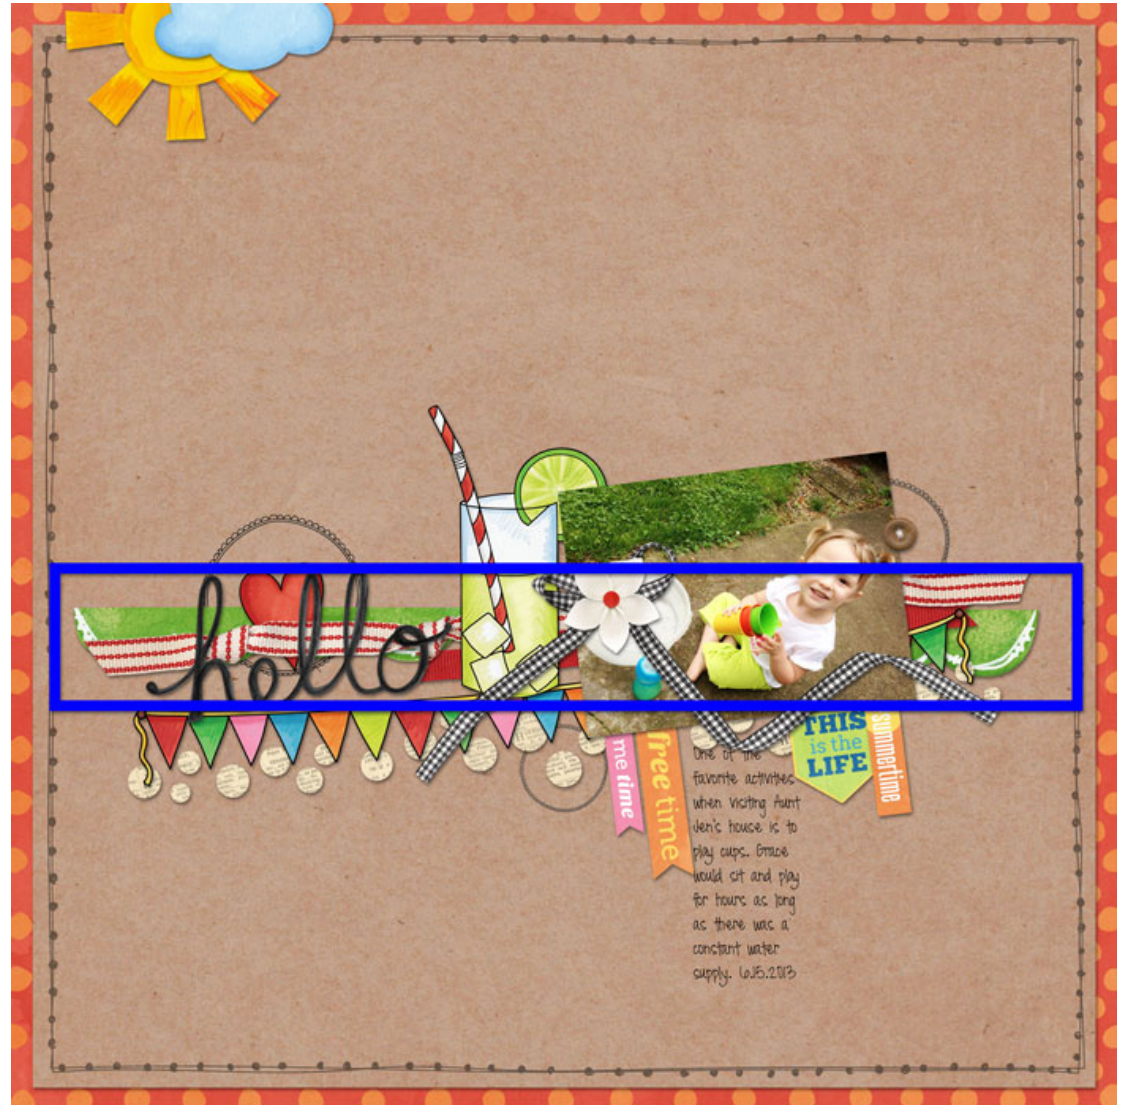 hello
me time
free time
THIS
is the
LIFE
summertime
One of the
favorite activities
when visiting Aunt
Jen's house is to
play cups. Grace
would sit and play
for hours as long
as there was a
constant water
supply. 6.15.2013